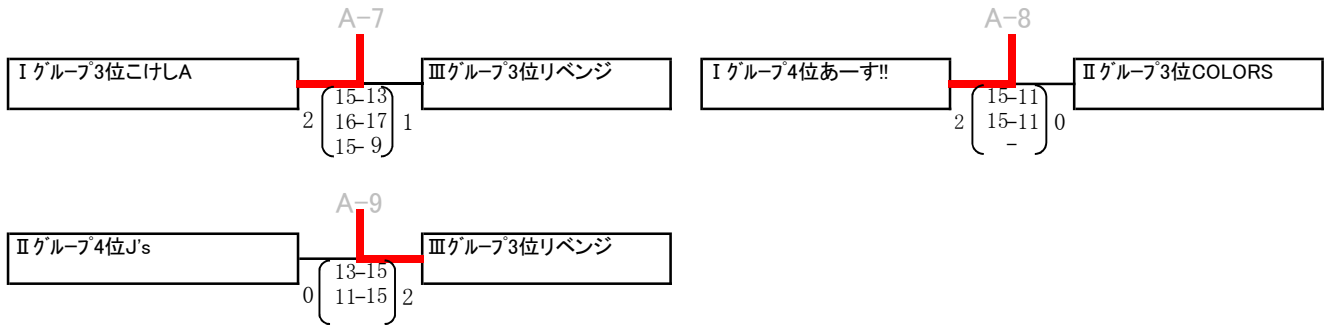 A-7
Ⅰｸﾞﾙｰﾌﾟ3位こけしA
Ⅲｸﾞﾙｰﾌﾟ3位リベンジ
2
15-13
16-17
15- 9
1
A-8
Ⅰｸﾞﾙｰﾌﾟ4位あーす!!
Ⅱｸﾞﾙｰﾌﾟ3位COLORS
2
15-11
15-11
-
0
A-9
Ⅱｸﾞﾙｰﾌﾟ4位J's
Ⅲｸﾞﾙｰﾌﾟ3位リベンジ
0
13-15
11-15
2